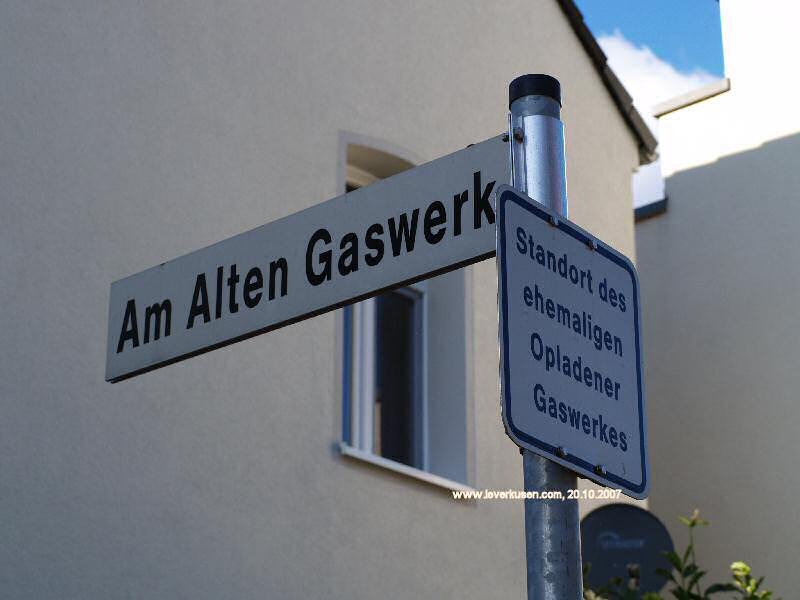 Am Alten Gaswerk
Standort des
ehemaligen
Opladener
Gaswerkes
www.leverkusen.com, 20.10.2007